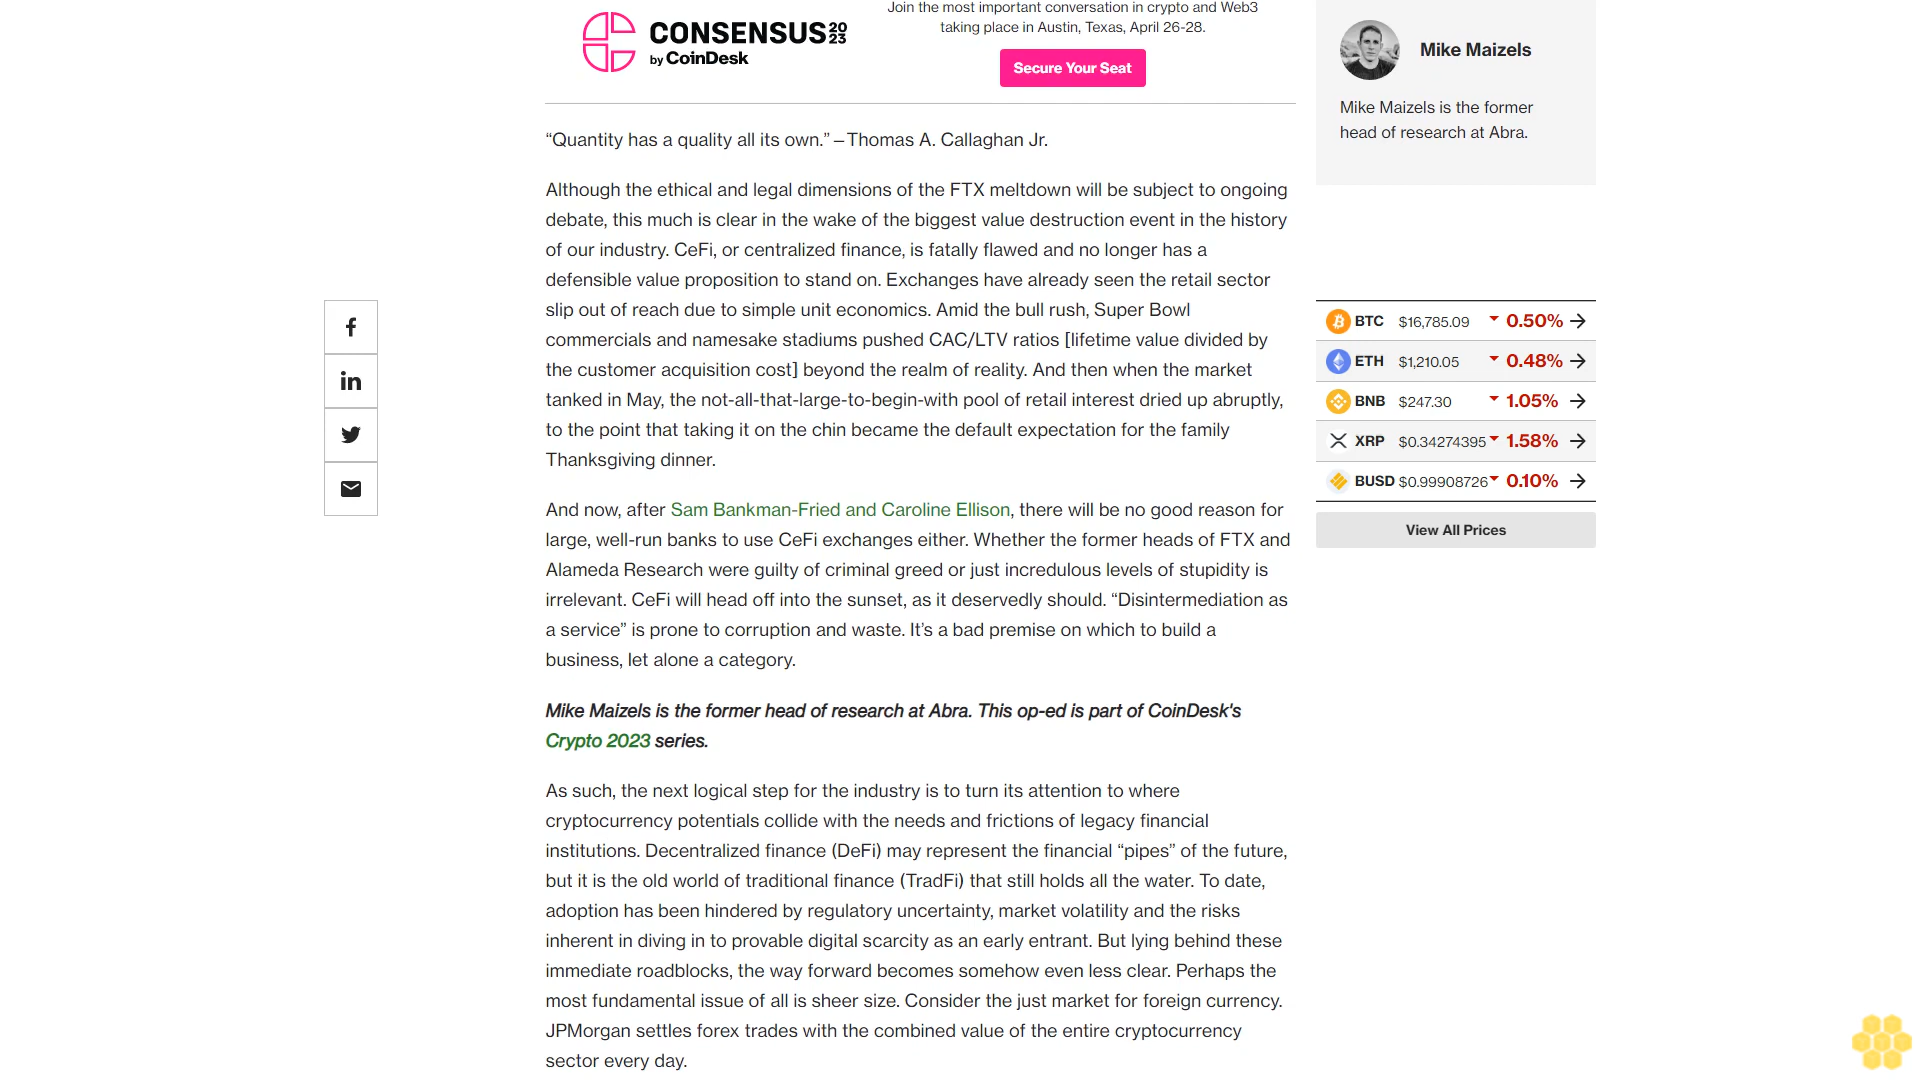 Join the most important conversation in crypto and Web3
taking place in Austin, Texas, April 26-28.
CONSENSUS 2023
by CoinDesk
Secure Your Seat
“Quantity has a quality all its own.” – Thomas A. Callaghan Jr.
Although the ethical and legal dimensions of the FTX meltdown will be subject to ongoing
debate, this much is clear in the wake of the biggest value destruction event in the history
of our industry. CeFi, or centralized finance, is fatally flawed and no longer has a
defensible value proposition to stand on. Exchanges have already seen the retail sector
slip out of reach due to simple unit economics. Amid the bull rush, Super Bowl
commercials and namesake stadiums pushed CAC/LTV ratios [lifetime value divided by
the customer acquisition cost] beyond the realm of reality. And then when the market
tanked in May, the not-all-that-large-to-begin-with pool of retail interest dried up abruptly,
to the point that taking it on the chin became the default expectation for the family
Thanksgiving dinner.
And now, after Sam Bankman-Fried and Caroline Ellison, there will be no good reason for
large, well-run banks to use CeFi exchanges either. Whether the former heads of FTX and
Alameda Research were guilty of criminal greed or just incredulous levels of stupidity is
irrelevant. CeFi will head off into the sunset, as it deservedly should. “Disintermediation as
a service” is prone to corruption and waste. It’s a bad premise on which to build a
business, let alone a category.
Mike Maizels is the former head of research at Abra. This op-ed is part of CoinDesk's
Crypto 2023 series.
As such, the next logical step for the industry is to turn its attention to where
cryptocurrency potentials collide with the needs and frictions of legacy financial
institutions. Decentralized finance (DeFi) may represent the financial “pipes” of the future,
but it is the old world of traditional finance (TradFi) that still holds all the water. To date,
adoption has been hindered by regulatory uncertainty, market volatility and the risks
inherent in diving in to provable digital scarcity as an early entrant. But lying behind these
immediate roadblocks, the way forward becomes somehow even less clear. Perhaps the
most fundamental issue of all is sheer size. Consider the just market for foreign currency.
JPMorgan settles forex trades with the combined value of the entire cryptocurrency
sector every day.
Mike Maizels
Mike Maizels is the former
head of research at Abra.
BTC $16,785.09 0.50%
ETH $1,210.05 0.48%
BNB $247.30 1.05%
XRP $0.34274395 1.58%
BUSD $0.99908726 0.10%
View All Prices